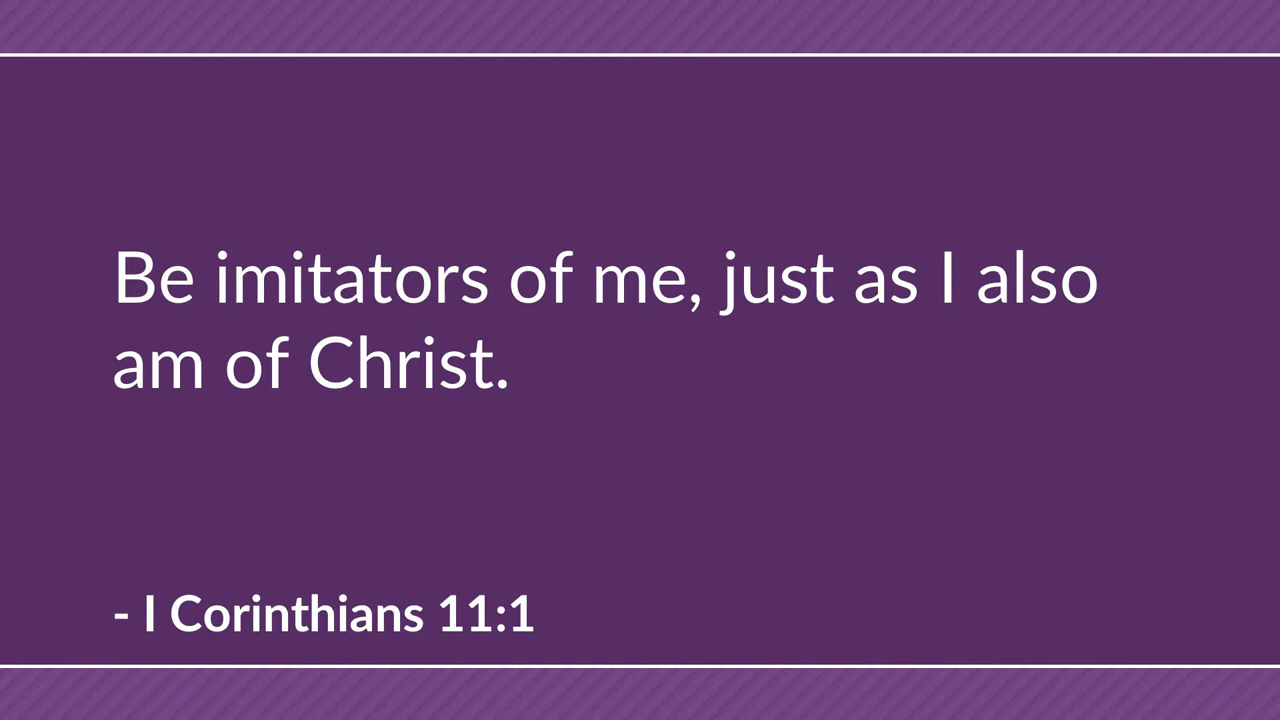 Be imitators of me, just as I also
am of Christ.
- I Corinthians 11:1